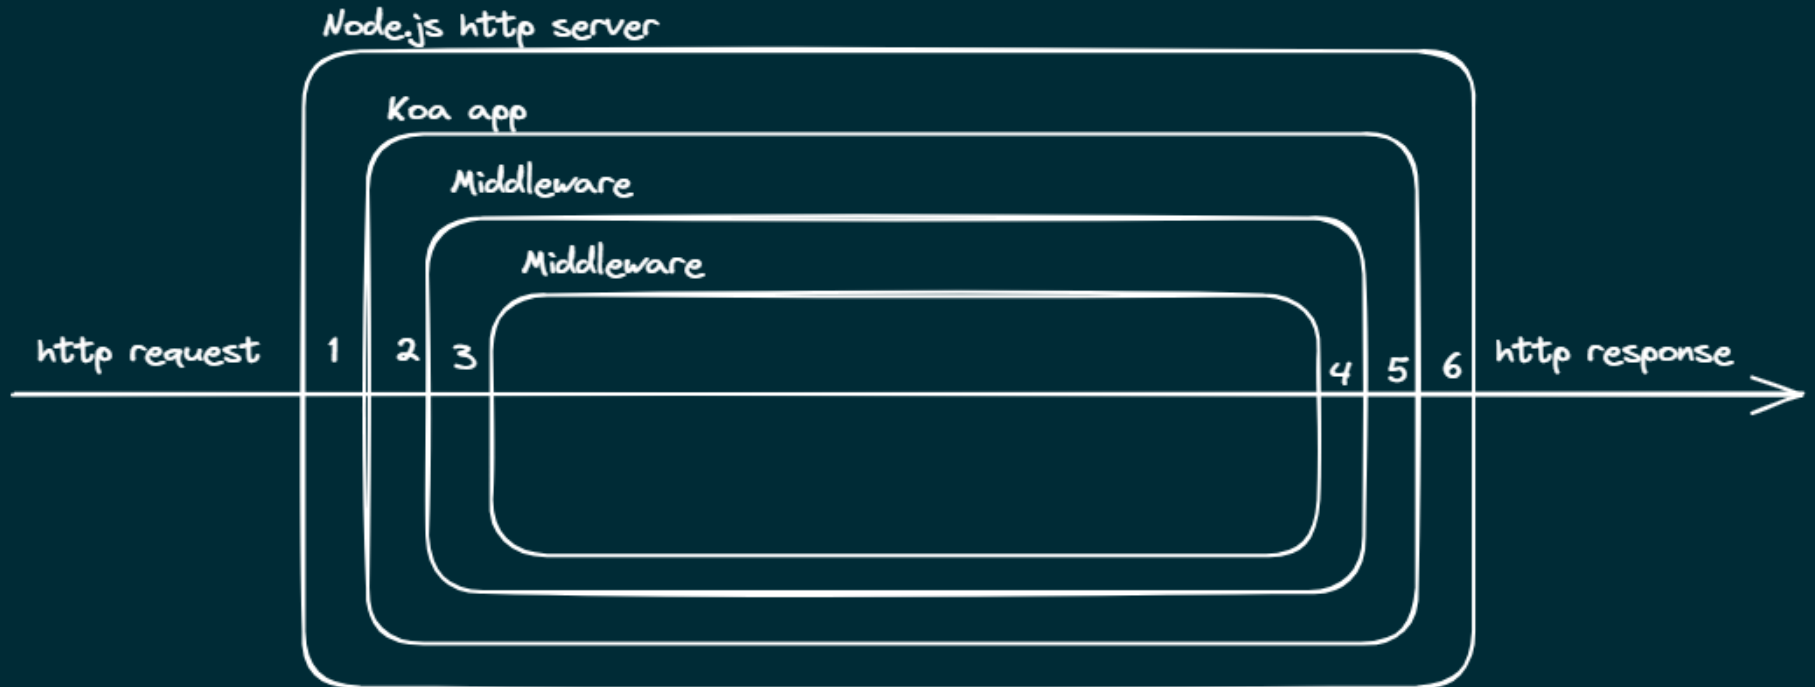 Node.js http server
Koa app
Middleware
Middleware
http request 1 2 3 4 5 6 http response